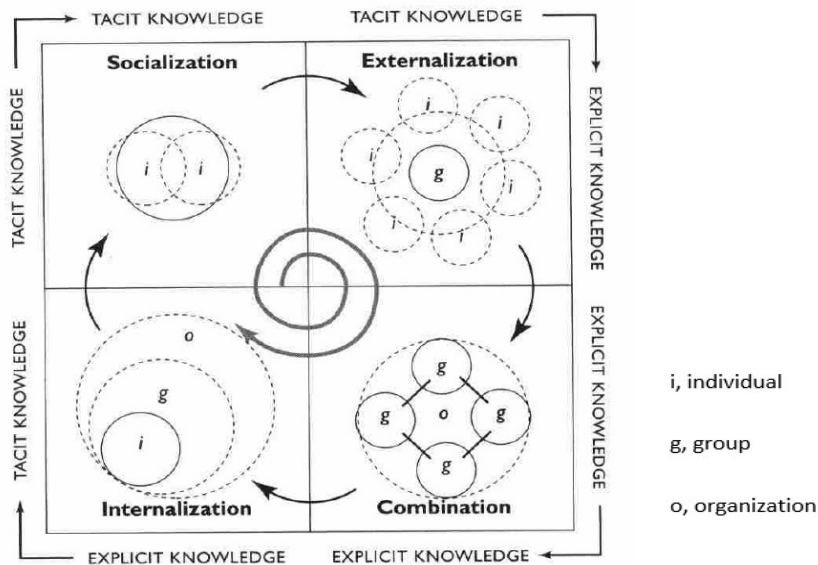 TACIT KNOWLEDGE
TACIT KNOWLEDGE
Socialization
Externalization
TACIT KNOWLEDGE
EXPLICIT KNOWLEDGE
i
i
i
i
i
i
i
i
g
TACIT KNOWLEDGE
EXPLICIT KNOWLEDGE
o
g
i
g
g
o
g
g
Internalization
Combination
EXPLICIT KNOWLEDGE
EXPLICIT KNOWLEDGE
i, individual
g, group
o, organization